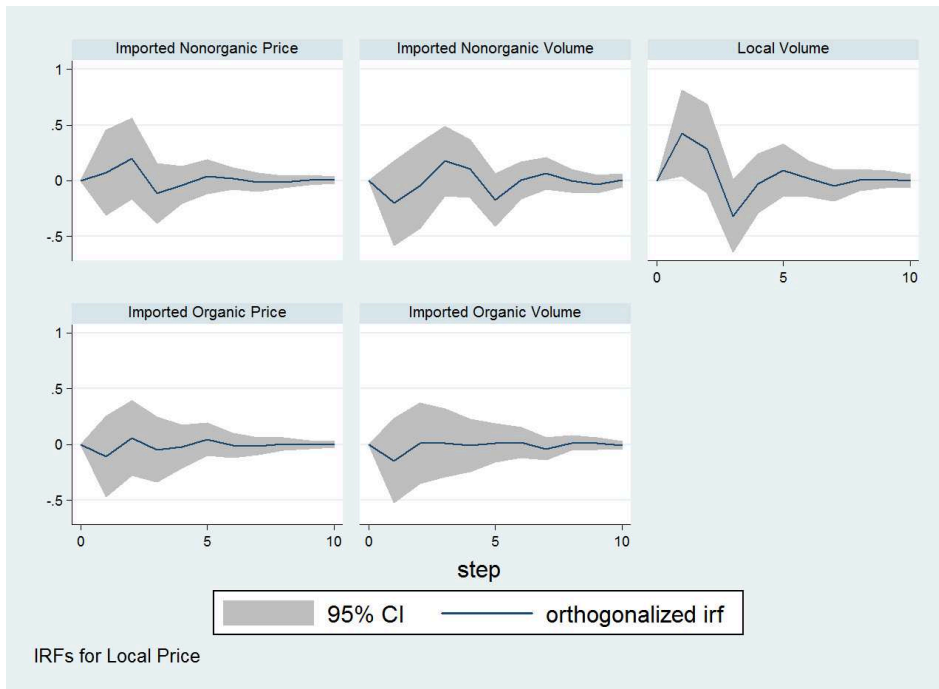 Imported Nonorganic Price
Imported Nonorganic Volume
Local Volume
1
.5
0
-.5
0
5
10
Imported Organic Price
Imported Organic Volume
1
.5
0
-.5
0
5
10
0
5
10
step
95% CI
orthogonalized irf
IRFs for Local Price